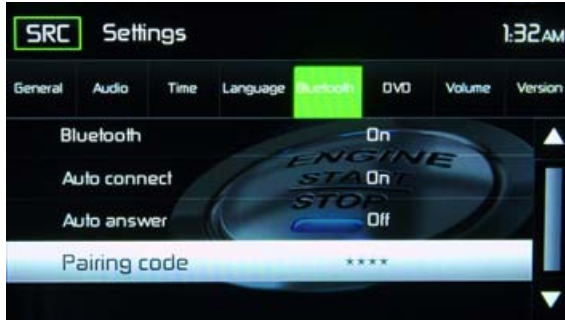 SRC Settings 1:32AM
General Audio Time Language Bluetooth DVD Volume Version
Bluetooth On
Auto connect On
Auto answer Off
Pairing code ****
ENGINE
START
STOP